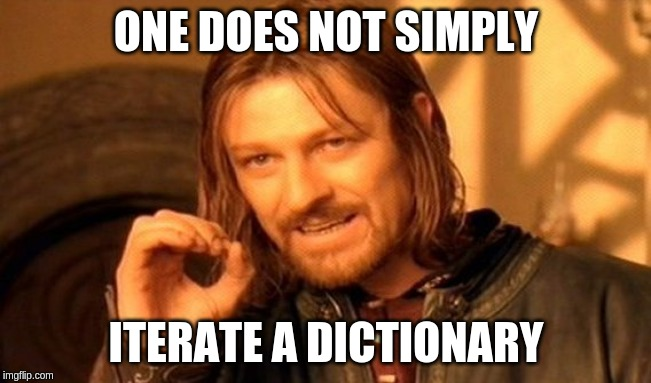 ONE DOES NOT SIMPLY
ITERATE A DICTIONARY
imgflip.com